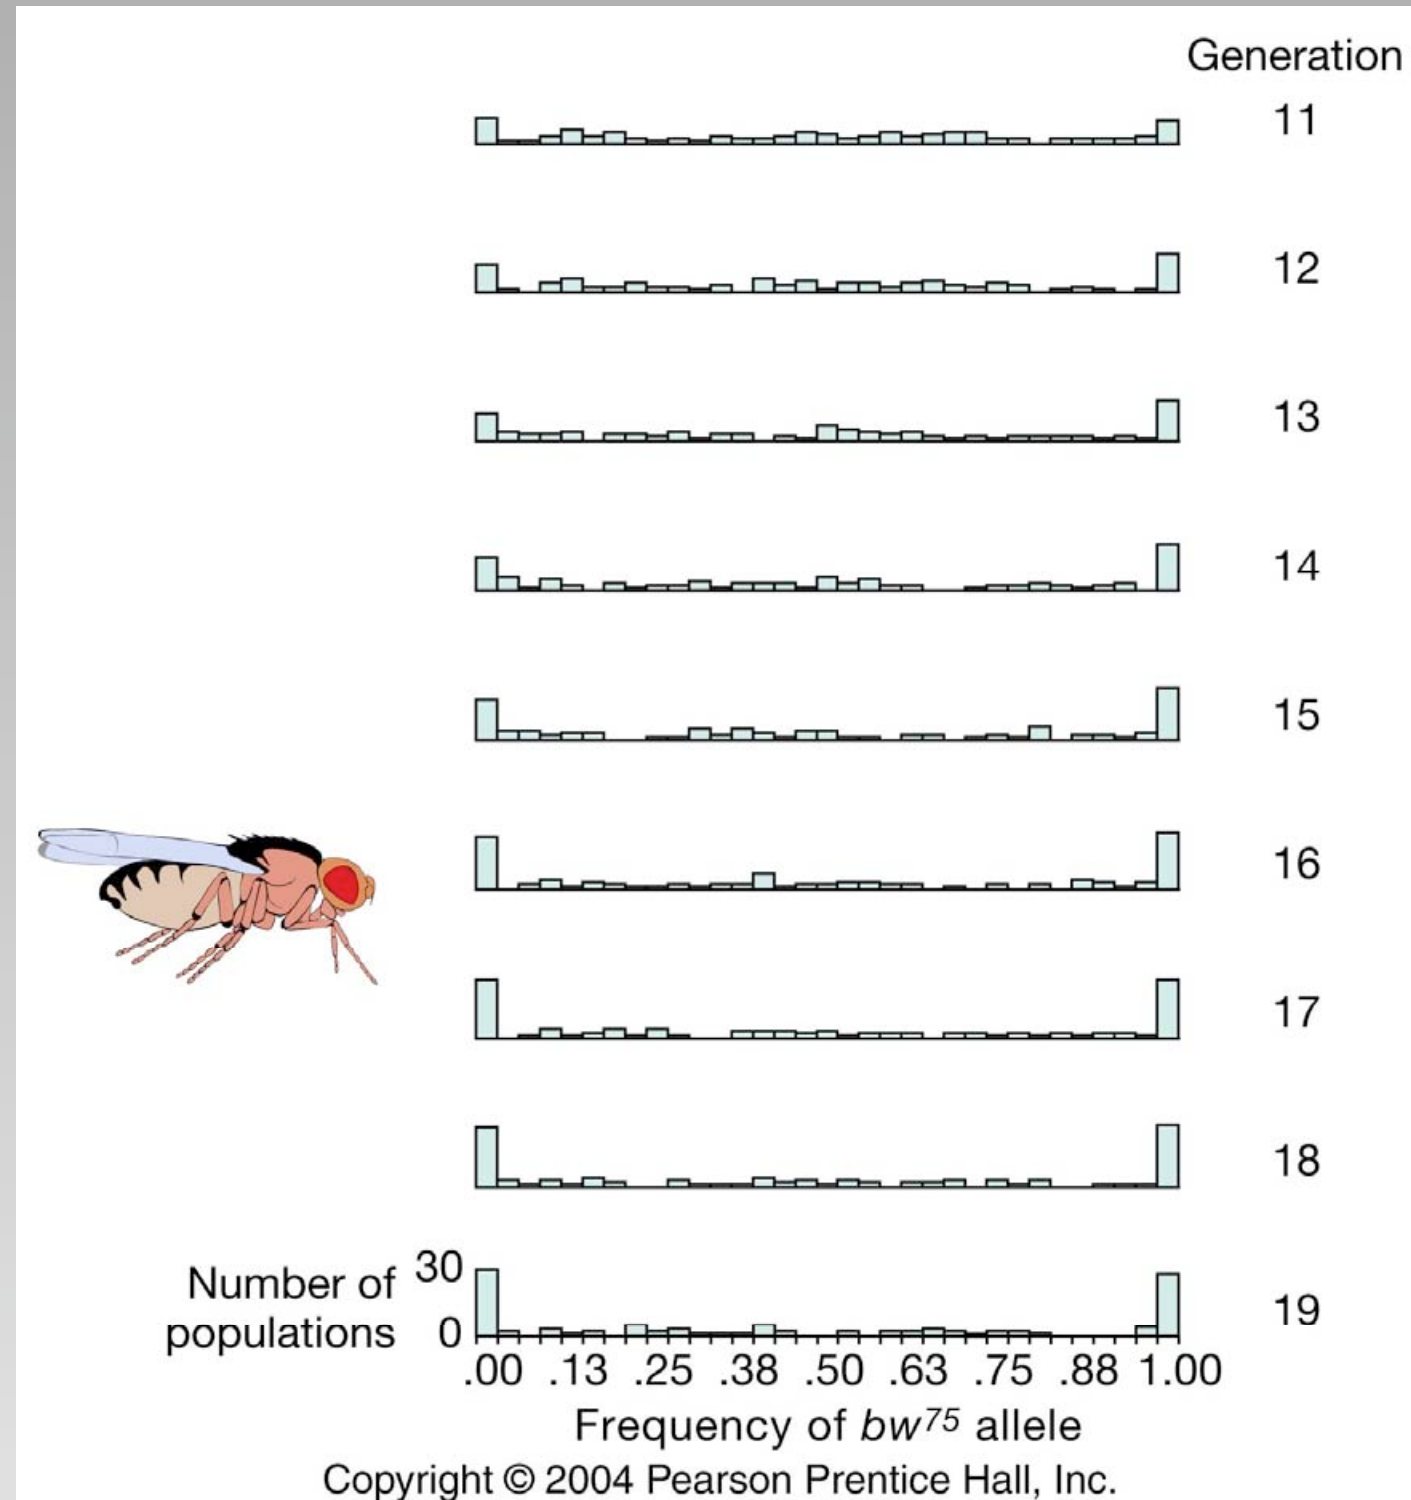 Generation
11
12
13
14
15
16
17
18
Number of populations
30
0
19
.00 .13 .25 .38 .50 .63 .75 .88 1.00
Frequency of bw75 allele
Copyright © 2004 Pearson Prentice Hall, Inc.